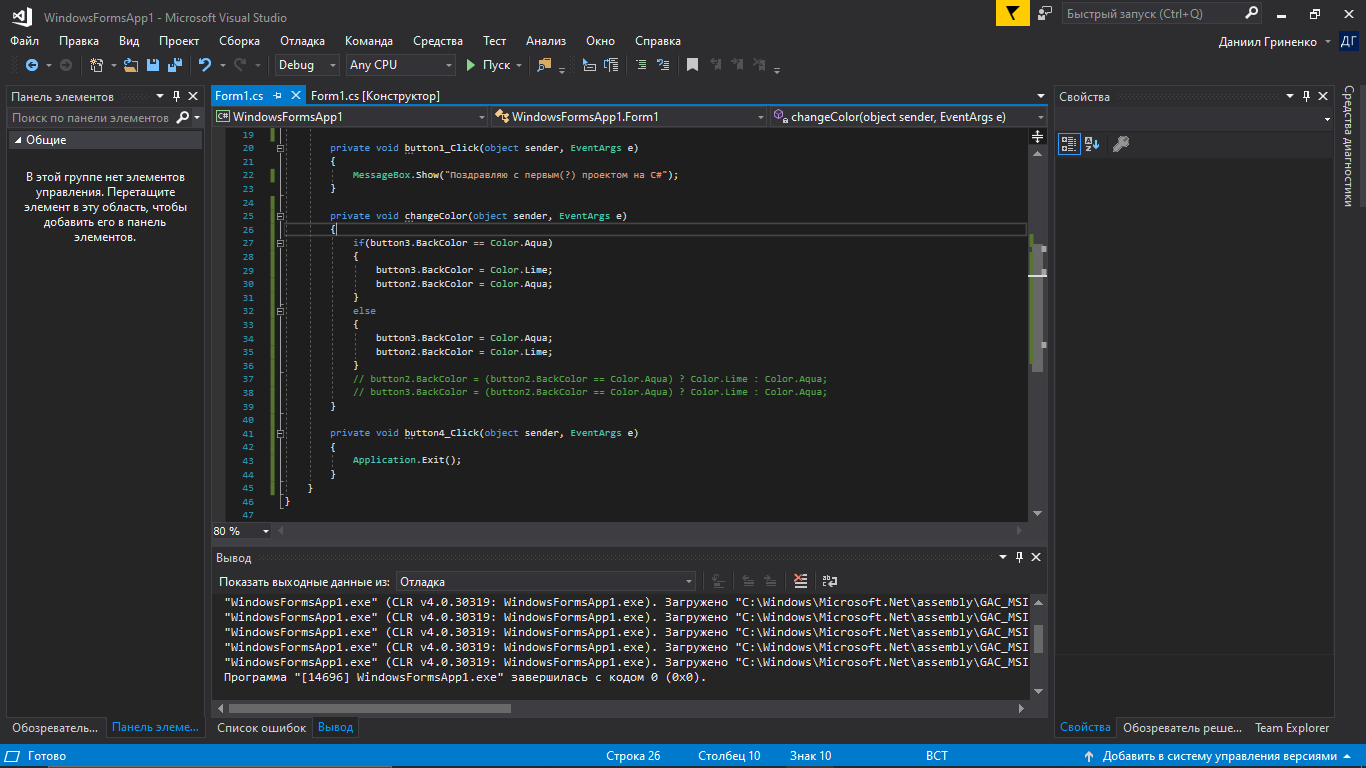 WindowsFormsApp1 - Microsoft Visual Studio
Быстрый запуск (Ctrl+Q)
Файл Правка Вид Проект Сборка Отладка Команда Средства Тест Анализ Окно Справка
Даниил Гриненко ДГ
Debug Any CPU Пуск
Панель элементов
Поиск по панели элементов
Общие
В этой группе нет элементов
управления. Перетащите
элемент в эту область, чтобы
добавить его в панель
элементов.
Form1.cs Form1.cs [Конструктор]
C# WindowsFormsApp1 WindowsFormsApp1.Form1 changeColor(object sender, EventArgs e)
19
20 private void button1_Click(object sender, EventArgs e)
21 {
22 MessageBox.Show("Поздравляю с первым(?) проектом на C#");
23 }
24
25 private void changeColor(object sender, EventArgs e)
26 {
27 if(button3.BackColor == Color.Aqua)
28 {
29 button3.BackColor = Color.Lime;
30 button2.BackColor = Color.Aqua;
31 }
32 else
33 {
34 button3.BackColor = Color.Aqua;
35 button2.BackColor = Color.Lime;
36 }
37 // button2.BackColor = (button2.BackColor == Color.Aqua) ? Color.Lime : Color.Aqua;
38 // button3.BackColor = (button2.BackColor == Color.Aqua) ? Color.Lime : Color.Aqua;
39 }
40
41 private void button4_Click(object sender, EventArgs e)
42 {
43 Application.Exit();
44 }
45 }
46 }
47
80 %
Вывод
Показать выходные данные из: Отладка
"WindowsFormsApp1.exe" (CLR v4.0.30319: WindowsFormsApp1.exe). Загружено "C:\Windows\Microsoft.Net\assembly\GAC_MSI
"WindowsFormsApp1.exe" (CLR v4.0.30319: WindowsFormsApp1.exe). Загружено "C:\Windows\Microsoft.Net\assembly\GAC_MSI
"WindowsFormsApp1.exe" (CLR v4.0.30319: WindowsFormsApp1.exe). Загружено "C:\Windows\Microsoft.Net\assembly\GAC_MSI
"WindowsFormsApp1.exe" (CLR v4.0.30319: WindowsFormsApp1.exe). Загружено "C:\Windows\Microsoft.Net\assembly\GAC_MSI
"WindowsFormsApp1.exe" (CLR v4.0.30319: WindowsFormsApp1.exe). Загружено "C:\Windows\Microsoft.Net\assembly\GAC_MSI
Программа "[14696] WindowsFormsApp1.exe" завершилась с кодом 0 (0x0).
Свойства
Средства диагностики
Обозреватель... Панель элеме...
Список ошибок Вывод
Свойства Обозреватель реше... Team Explorer
Готово Строка 26 Столбец 10 Знак 10 ВСТ Добавить в систему управления версиями